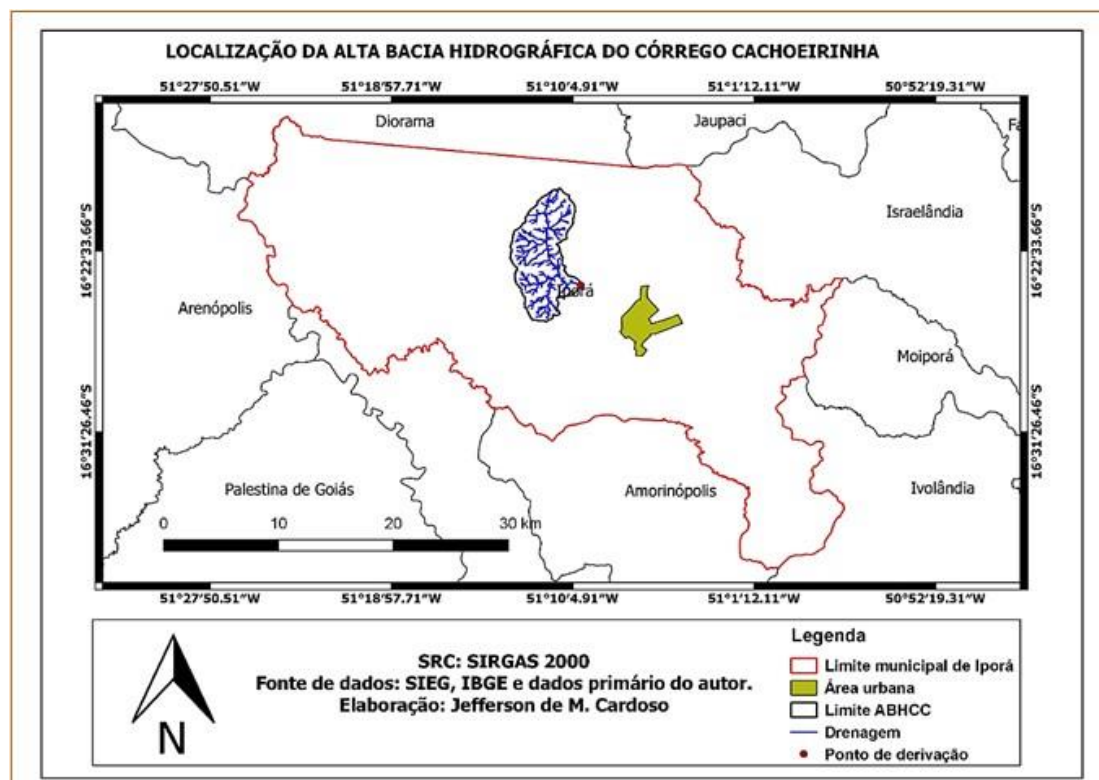 LOCALIZAÇÃO DA ALTA BACIA HIDROGRÁFICA DO CÓRREGO CACHOEIRINHA
51°27′50.51″W 51°18′57.71″W 51°10′4.91″W 51°1′12.11″W 50°52′19.31″W
Diorama Jaupaci Fa
Israelândia
16°22′33.66″S 16°22′33.66″S
Iporá
Arenópolis
Moiporá
16°31′26.46″S 16°31′26.46″S
Palestina de Goiás Amorinópolis Ivolândia
0 10 20 30 km
51°27′50.51″W 51°18′57.71″W 51°10′4.91″W 51°1′12.11″W 50°52′19.31″W
N
SRC: SIRGAS 2000
Fonte de dados: SIEG, IBGE e dados primário do autor.
Elaboração: Jefferson de M. Cardoso
Legenda
Limite municipal de Iporá
Área urbana
Limite ABHCC
Drenagem
Ponto de derivação